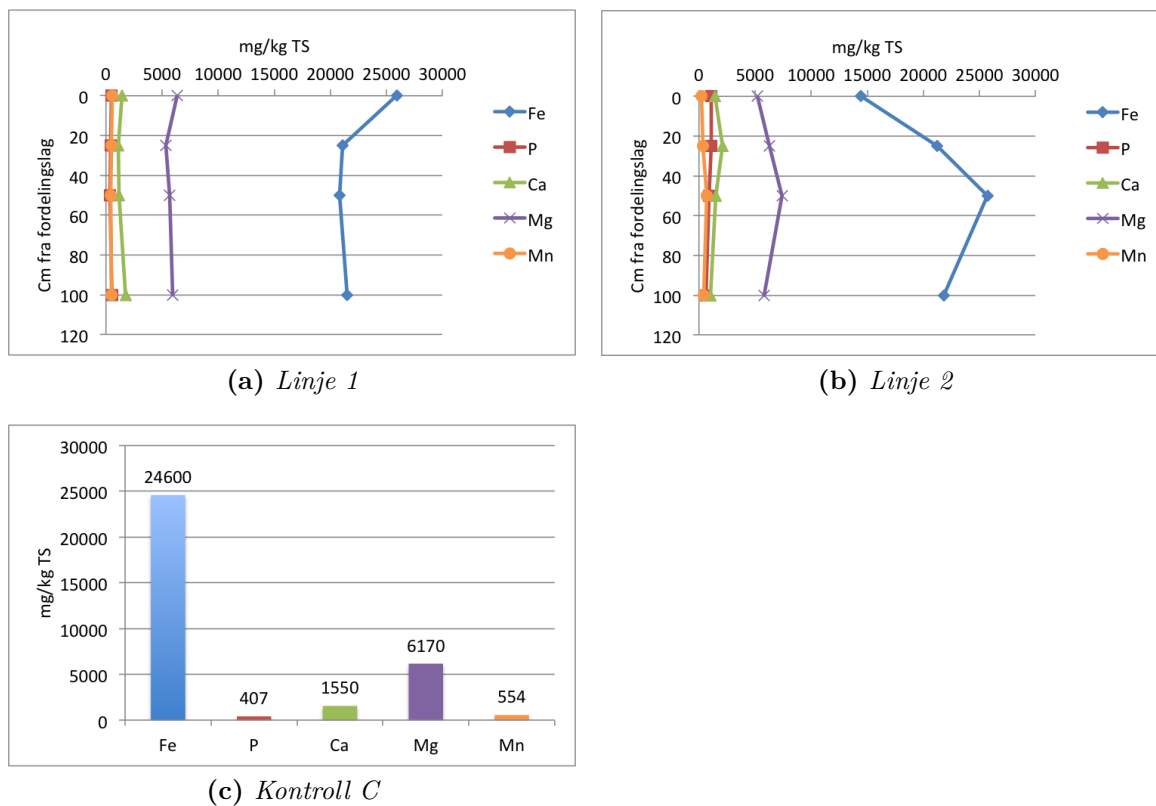 mg/kg TS
0 5000 10000 15000 20000 25000 30000
0
20
40
60
80
100
120
Cm fra fordelingslag
Fe
P
Ca
Mg
Mn
(a) Linje 1
mg/kg TS
0 5000 10000 15000 20000 25000 30000
0
20
40
60
80
100
120
Cm fra fordelingslag
Fe
P
Ca
Mg
Mn
(b) Linje 2
30000
25000
20000
15000
10000
5000
0
mg/kg TS
24600
407
1550
6170
554
Fe P Ca Mg Mn
(c) Kontroll C